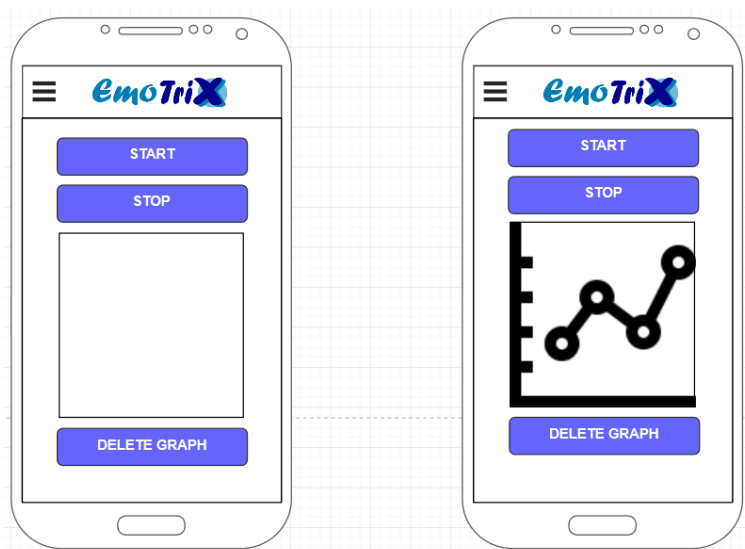 EmoTriX
START
STOP
DELETE GRAPH
EmoTriX
START
STOP
DELETE GRAPH